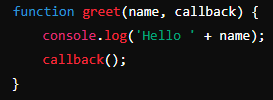 function greet(name, callback) {
    console.log('Hello ' + name);
    callback();
}